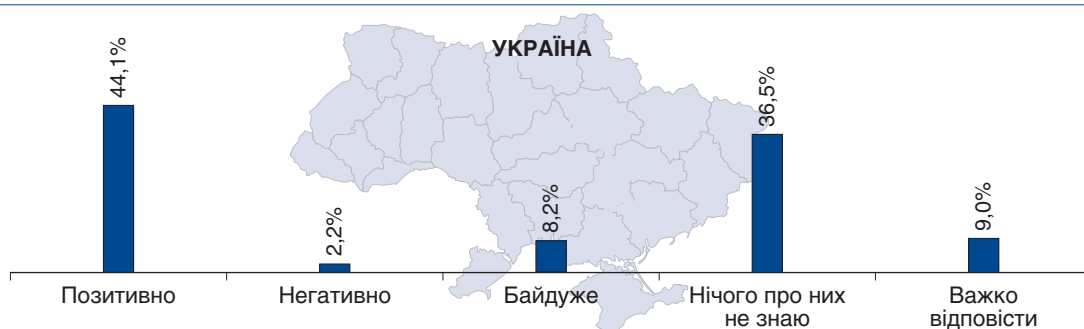 УКРАЇНА
44,1%
2,2%
8,2%
36,5%
9,0%
Позитивно
Негативно
Байдуже
Нічого про них
не знаю
Важко
відповісти